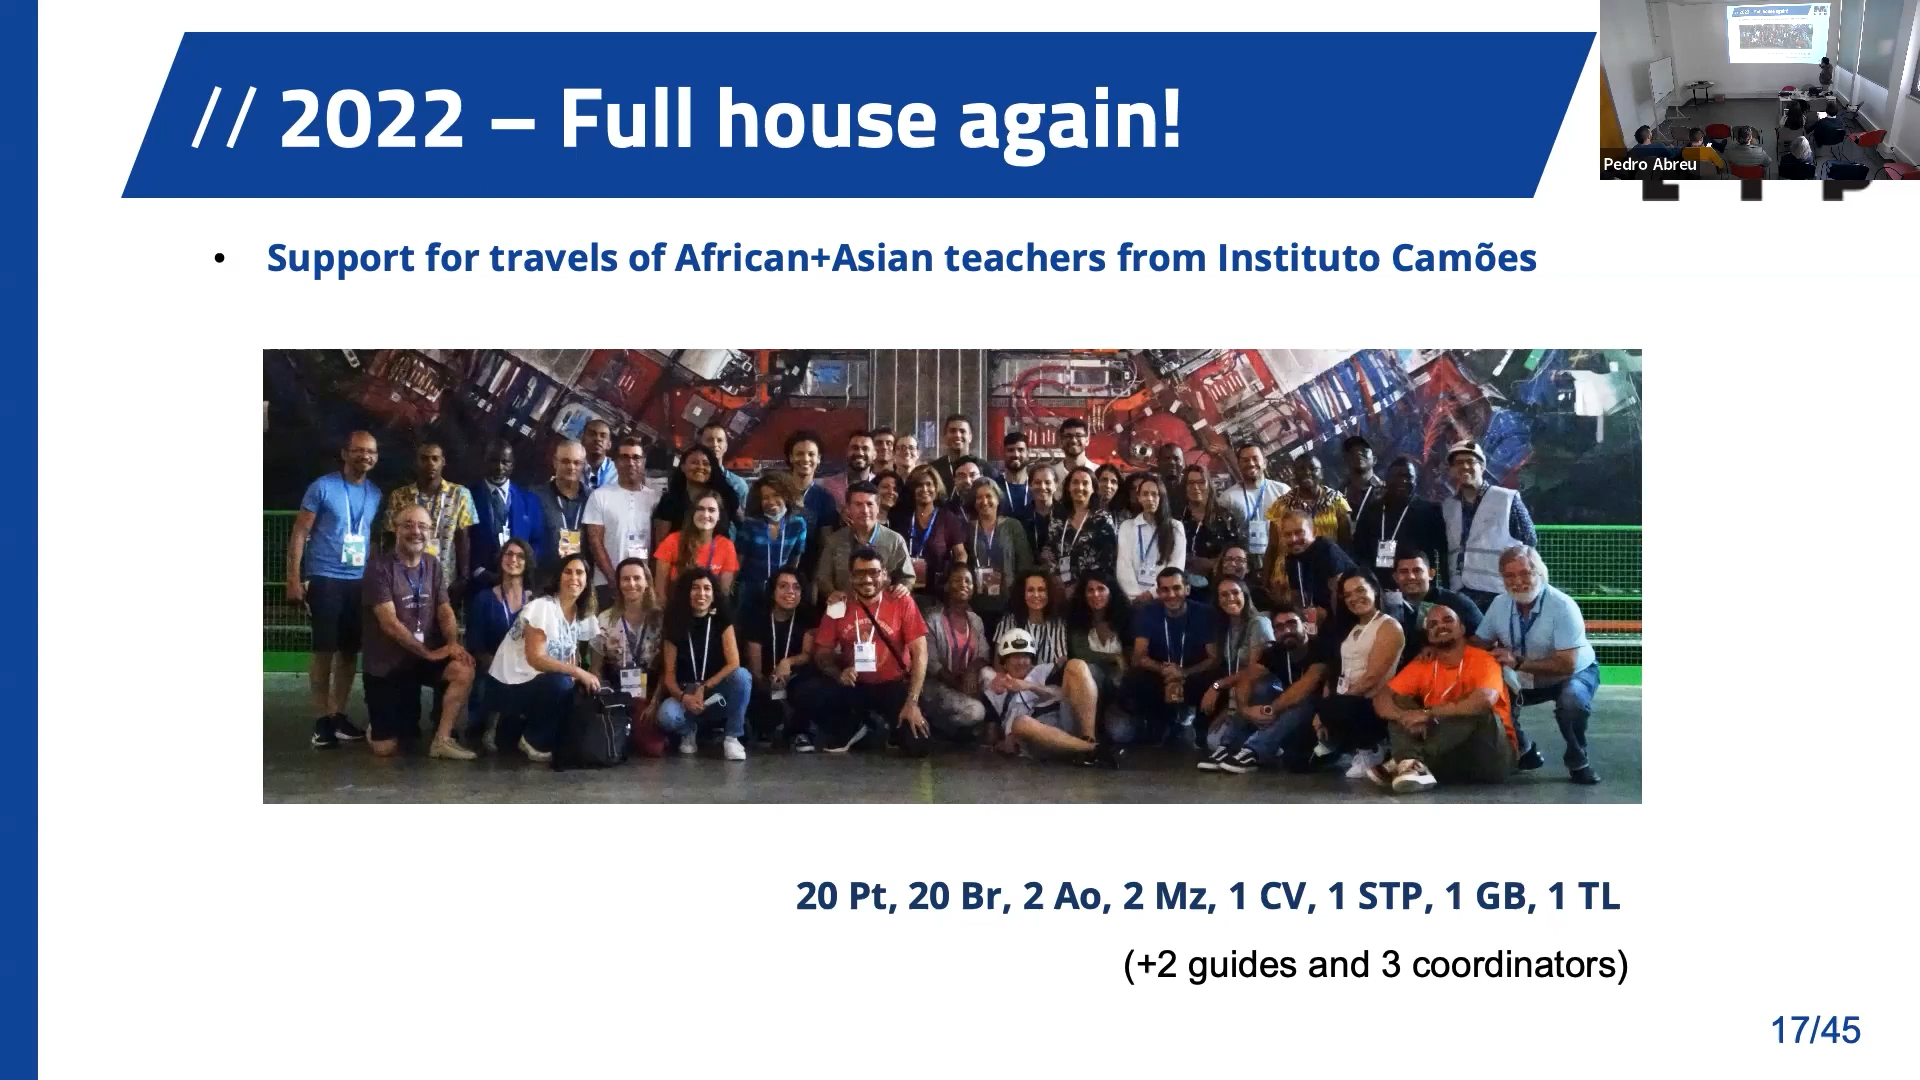 // 2022 – Full house again!
Pedro Abreu
• Support for travels of African+Asian teachers from Instituto Camões
20 Pt, 20 Br, 2 Ao, 2 Mz, 1 CV, 1 STP, 1 GB, 1 TL
(+2 guides and 3 coordinators)
17/45